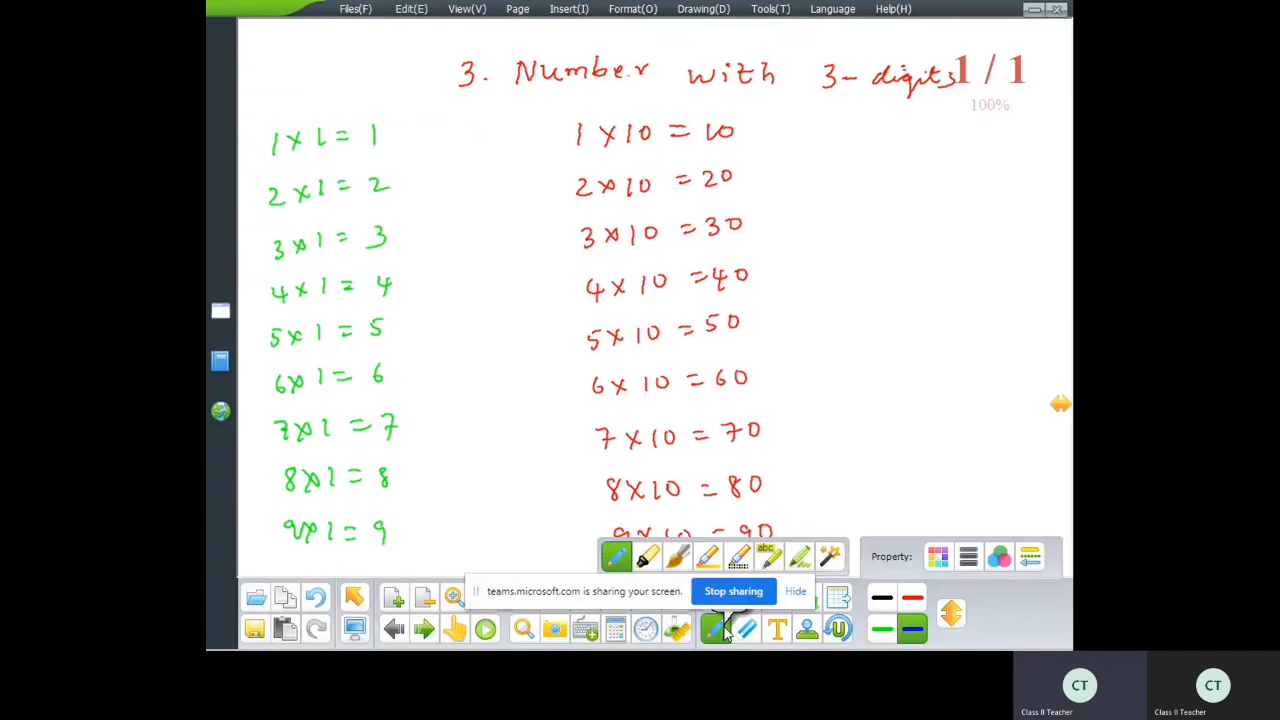 Files(F) Edit(E) View(V) Page Insert(I) Format(O) Drawing(D) Tools(T) Language Help(H)
3. Number with 3-digits
1 / 1
100%
1 x 1 = 1
2 x 1 = 2
3 x 1 = 3
4 x 1 = 4
5 x 1 = 5
6 x 1 = 6
7 x 1 = 7
8 x 1 = 8
9 x 1 = 9
1 x 10 = 10
2 x 10 = 20
3 x 10 = 30
4 x 10 = 40
5 x 10 = 50
6 x 10 = 60
7 x 10 = 70
8 x 10 = 80
9 x 10 = 90
abc
Property:
teams.microsoft.com is sharing your screen. Stop sharing Hide
CT CT
Class II Teacher Class II Teacher